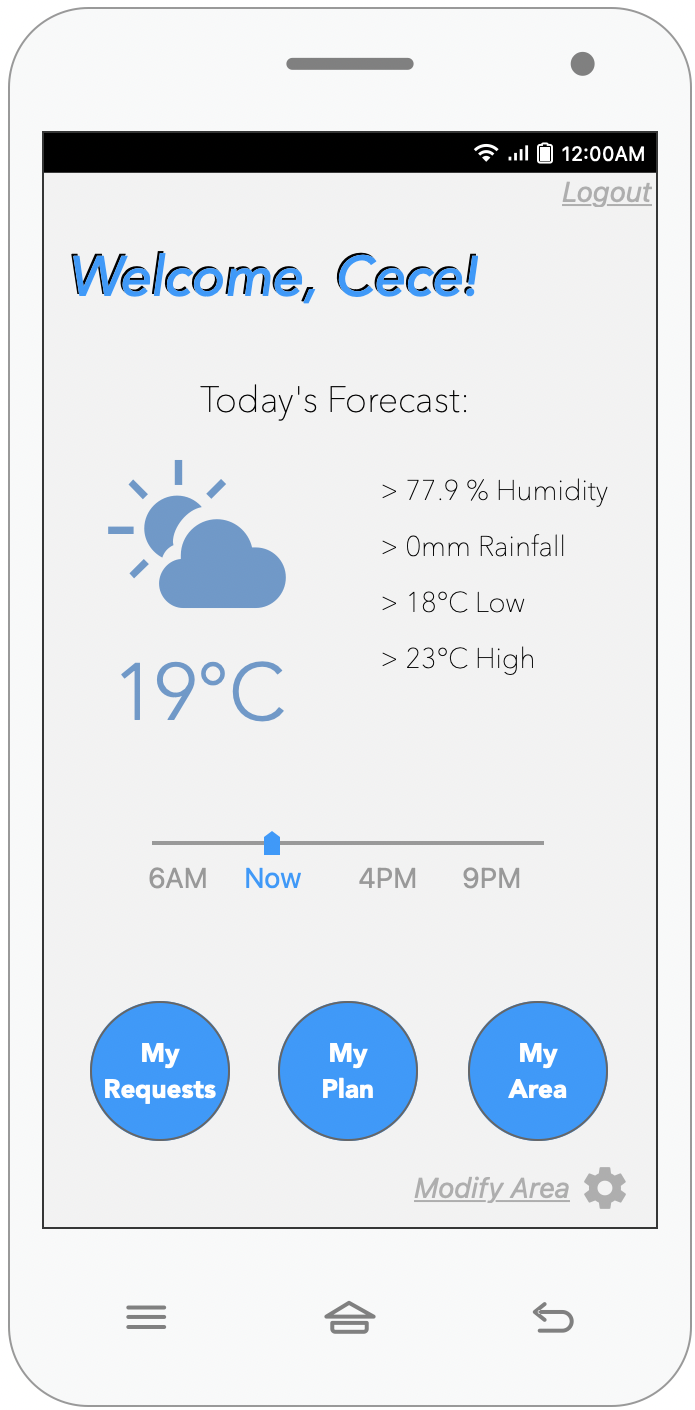 12:00AM
Logout
Welcome, Cece!
Today's Forecast:
> 77.9 % Humidity
> 0mm Rainfall
> 18°C Low
> 23°C High
19°C
6AM Now 4PM 9PM
My Requests
My Plan
My Area
Modify Area